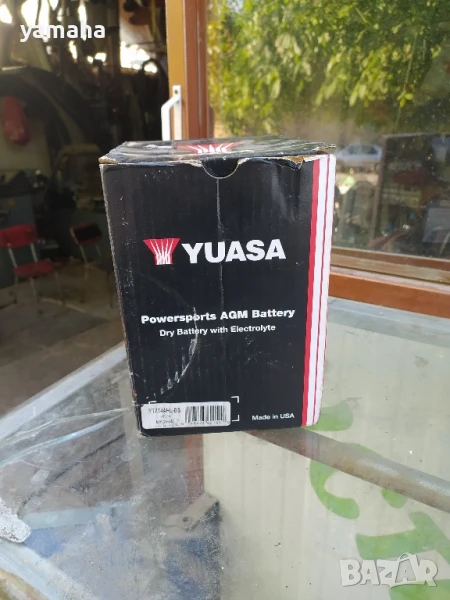 yamana
YUASA
Powersports AGM Battery
Dry Battery with Electrolyte
Made in USA
BAZAR